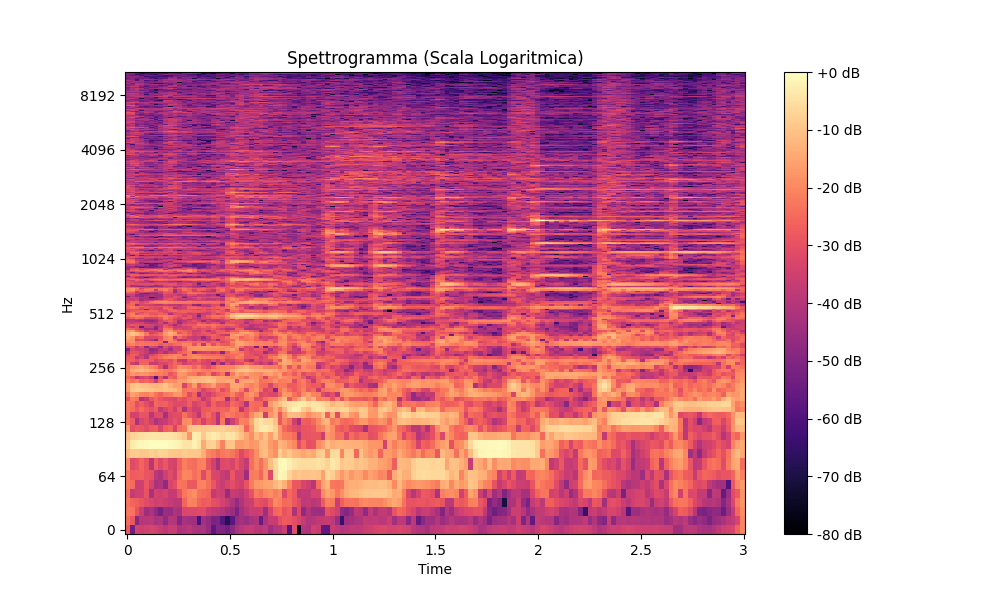 Spettrogramma (Scala Logaritmica)
8192
4096
2048
1024
512
256
128
64
0
Hz
0
0.5
1
1.5
2
2.5
3
Time
+0 dB
-10 dB
-20 dB
-30 dB
-40 dB
-50 dB
-60 dB
-70 dB
-80 dB